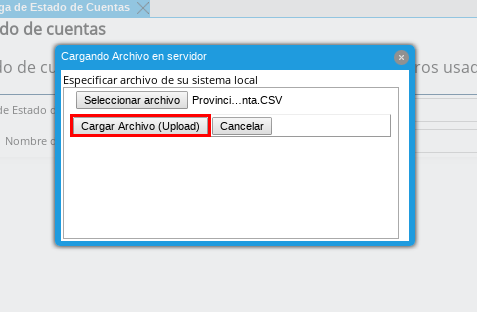 ga de Estado de Cuentas
do de cuentas
Cargando Archivo en servidor
do de cu
ros usad
Especificar archivo de su sistema local
Seleccionar archivo Provinci...nta.CSV
de Estado d
Cargar Archivo (Upload) Cancelar
Nombre d